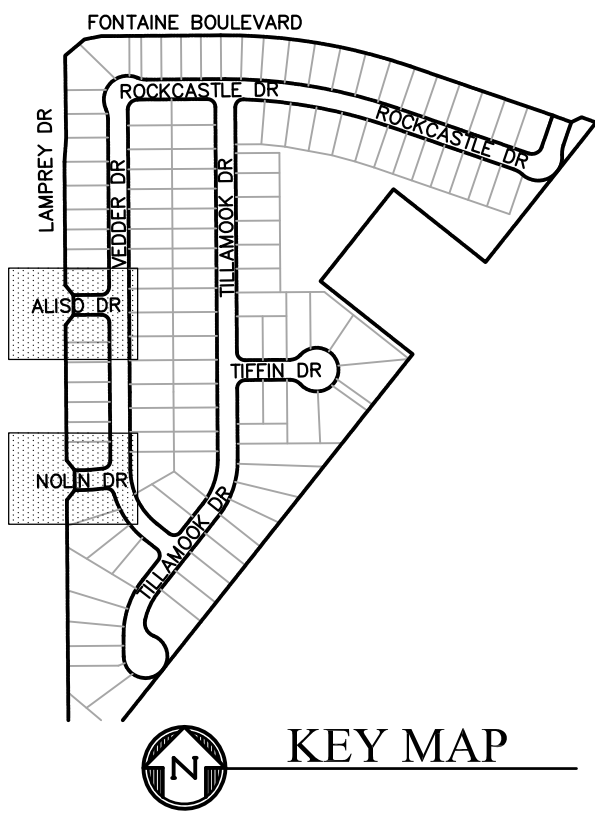 FONTAINE BOULEVARD
ROCKCASTLE DR
ROCKCASTLE DR
LAMPREY DR
VEDDER DR
TILLAMOOK DR
ALISO DR
TIFFIN DR
NOLIN DR
TILLAMOOK DR
KEY MAP
N